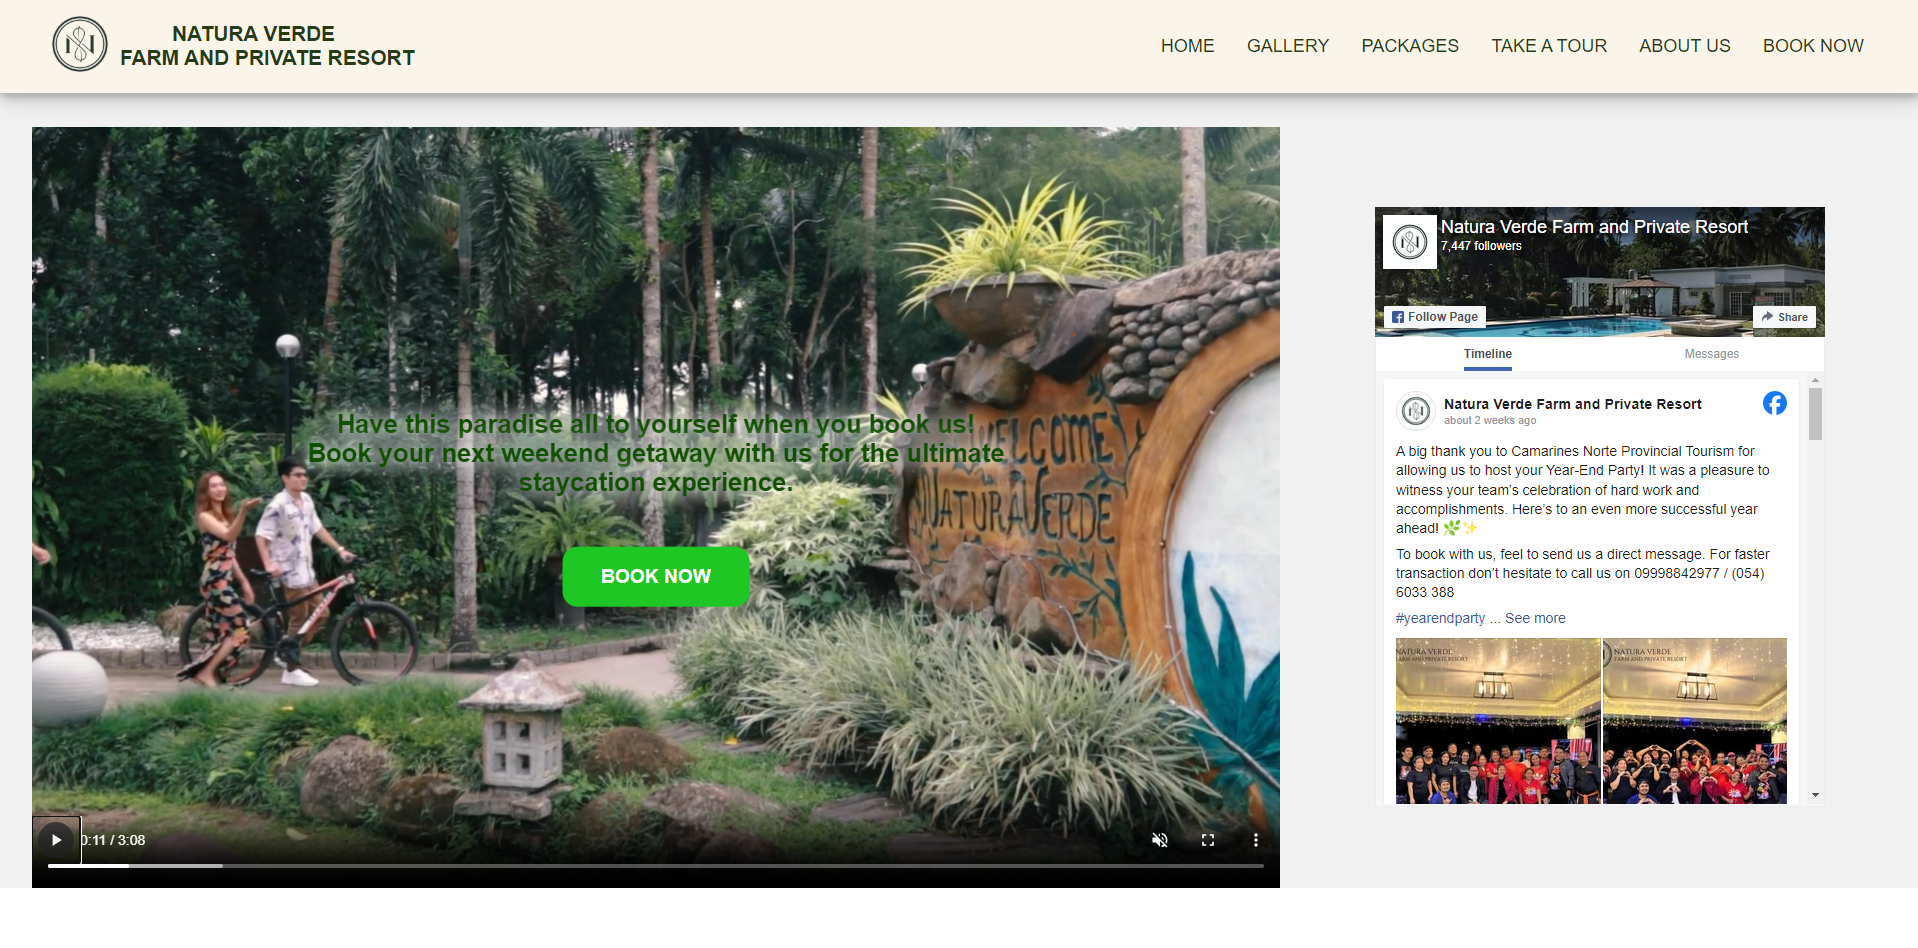 NATURA VERDE
FARM AND PRIVATE RESORT
HOME GALLERY PACKAGES TAKE A TOUR ABOUT US BOOK NOW
Have this paradise all to yourself when you book us!
Book your next weekend getaway with us for the ultimate
staycation experience.
BOOK NOW
WELCOME
NATURA VERDE
0:11 / 3:08
Natura Verde Farm and Private Resort
7,447 followers
Follow Page
Share
Timeline
Messages
Natura Verde Farm and Private Resort
about 2 weeks ago
A big thank you to Camarines Norte Provincial Tourism for
allowing us to host your Year-End Party! It was a pleasure to
witness your team’s celebration of hard work and
accomplishments. Here’s to an even more successful year
ahead! 🌿✨
To book with us, feel to send us a direct message. For faster
transaction don’t hesitate to call us on 09998842977 / (054)
6033 388
#yearendparty ... See more
NATURA VERDE
FARM AND PRIVATE RESORT
NATURA VERDE
FARM AND PRIVATE RESORT